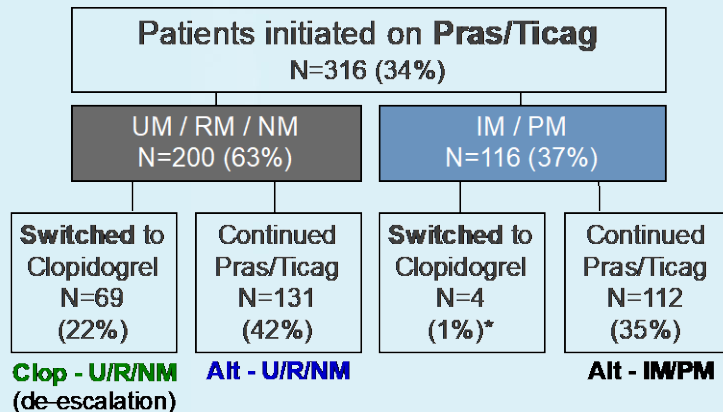 Patients initiated on Pras/Ticag
N=316 (34%)
UM / RM / NM
N=200 (63%)
IM / PM
N=116 (37%)
Switched to
Clopidogrel
N=69
(22%)
Continued
Pras/Ticag
N=131
(42%)
Switched to
Clopidogrel
N=4
(1%)*
Continued
Pras/Ticag
N=112
(35%)
Clop - U/R/NM
(de-escalation)
Alt - U/R/NM
Alt - IM/PM